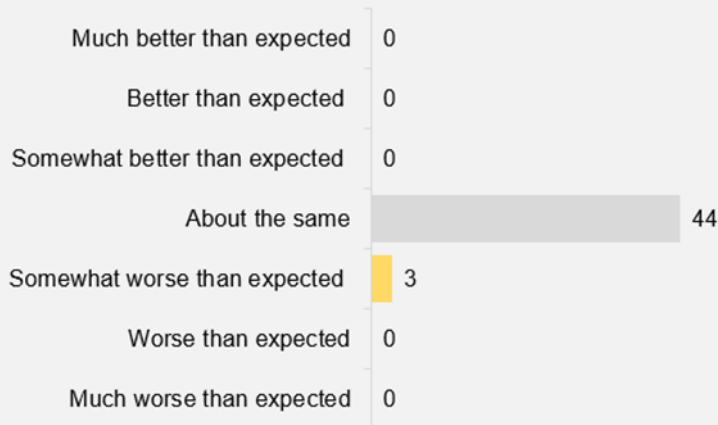 Much better than expected 0
Better than expected 0
Somewhat better than expected 0
About the same 44
Somewhat worse than expected 3
Worse than expected 0
Much worse than expected 0